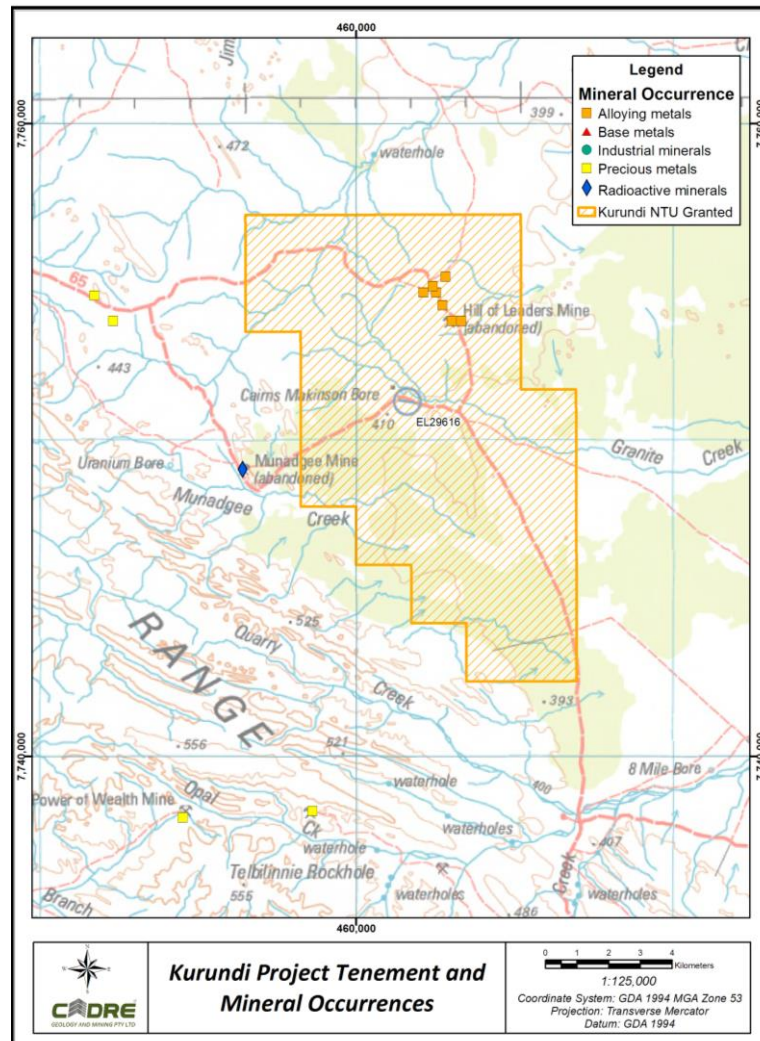 460,000
Jim
399
472
waterhole
7,760,000
Legend
Mineral Occurrence
Alloying metals
Base metals
Industrial minerals
Precious metals
Radioactive minerals
Kurundi NTU Granted
65
Hill of Leaders Mine
(abandoned)
443
Cairns Makinson Bore
410
EL29616
Granite
Creek
Uranium Bore
Munadgee Mine
(abandoned)
Munadgee
Creek
525
RANGE
Quarry
Creek
393
556
521
7,740,000
8 Mile Bore
waterhole
400
Opal
Power of Wealth Mine
Ck
waterholes
407
waterhole
Telbilinnie Rockhole
555
waterholes
Creek
waterholes
Branch
486
460,000
CADRE
GEOLOGY AND MINING PTY LTD
Kurundi Project Tenement and
Mineral Occurrences
0 1 2 3 4
Kilometers
1:125,000
Coordinate System: GDA 1994 MGA Zone 53
Projection: Transverse Mercator
Datum: GDA 1994